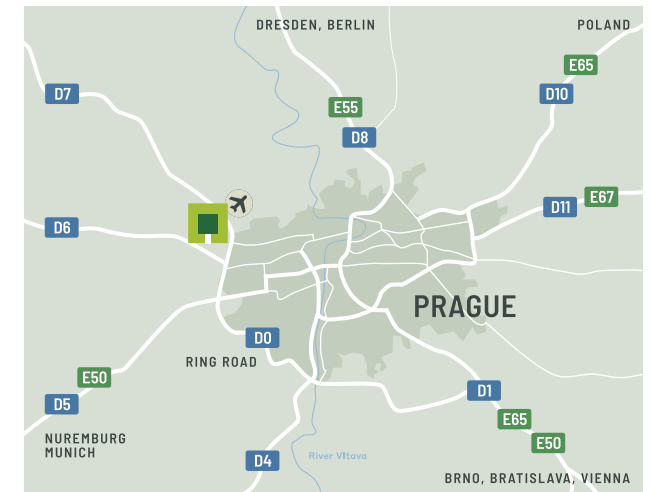 DRESDEN, BERLIN
POLAND
E65
D7
D10
E55
D8
E67
D11
D6
PRAGUE
D0
RING ROAD
E50
D1
D5
E65
NUREMBURG
MUNICH
E50
River Vltava
D4
BRNO, BRATISLAVA, VIENNA